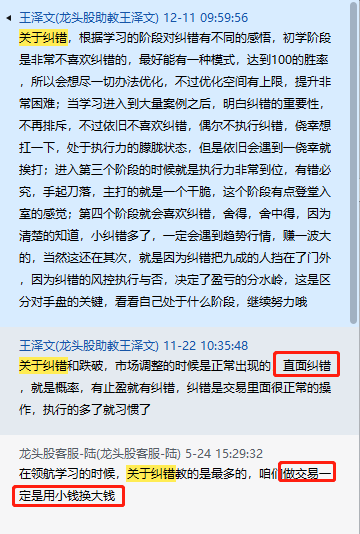 王泽文(龙头股助教王泽文) 12-11 09:59:56
关于纠错，根据学习的阶段对纠错有不同的感悟，初学阶段
是非常不喜欢纠错的，最好能有一种模式，达到100的胜率
，所以会想尽一切办法优化，不过优化空间有上限，提升非
常困难；当学习进入到大量案例之后，明白纠错的重要性，
不再排斥，不过依旧不喜欢纠错，偶尔不执行纠错，侥幸想
扛一下，处于执行力的朦胧状态，但是依旧会遇到一侥幸就
挨打；进入第三个阶段的时候就是执行力非常到位，有错必
究，手起刀落，主打的就是一个干脆，这个阶段有点登堂入
室的感觉；第四个阶段就会喜欢纠错，舍得，舍中得，因为
清楚的知道，小纠错多了，一定会遇到趋势行情，赚一波大
的，当然这还在其次，就是因为纠错把九成的人挡在了门外
，因为纠错的风控执行与否，决定了盈亏的分水岭，这是区
分对手盘的关键，看看自己处于什么阶段，继续努力哦
王泽文(龙头股助教王泽文) 11-22 10:35:48
关于纠错和跌破，市场调整的时候是正常出现的 直面纠错
，就是概率，有止盈就有纠错，纠错是交易里面很正常的操
作，执行的多了就习惯了
龙头股客服-陆(龙头股客服-陆) 5-24 15:29:32
在领航学习的时候，关于纠错教的是最多的，咱们做交易一
定是用小钱换大钱